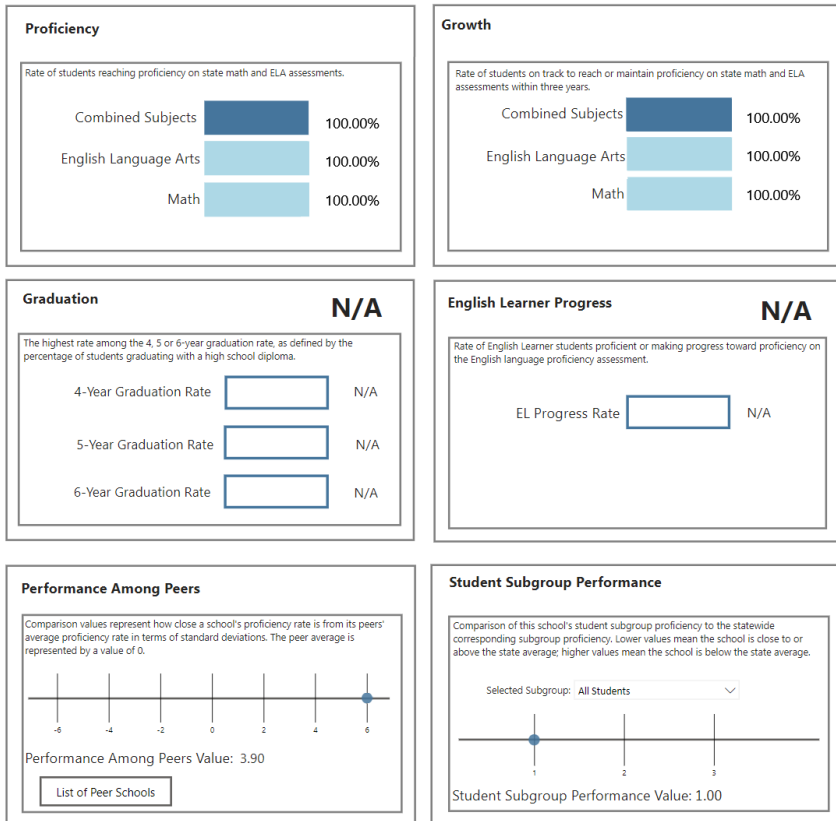 Proficiency
Rate of students reaching proficiency on state math and ELA assessments.
Combined Subjects 100.00%
English Language Arts 100.00%
Math 100.00%
Growth
Rate of students on track to reach or maintain proficiency on state math and ELA
assessments within three years.
Combined Subjects 100.00%
English Language Arts 100.00%
Math 100.00%
Graduation N/A
The highest rate among the 4, 5 or 6-year graduation rate, as defined by the
percentage of students graduating with a high school diploma.
4-Year Graduation Rate N/A
5-Year Graduation Rate N/A
6-Year Graduation Rate N/A
English Learner Progress N/A
Rate of English Learner students proficient or making progress toward proficiency on
the English language proficiency assessment.
EL Progress Rate N/A
Performance Among Peers
Comparison values represent how close a school's proficiency rate is from its peers'
average proficiency rate in terms of standard deviations. The peer average is
represented by a value of 0.
-6 -4 -2 0 2 4 6
Performance Among Peers Value: 3.90
List of Peer Schools
Student Subgroup Performance
Comparison of this school's student subgroup proficiency to the statewide
corresponding subgroup proficiency. Lower values mean the school is close to or
above the state average; higher values mean the school is below the state average.
Selected Subgroup: All Students
1 2 3
Student Subgroup Performance Value: 1.00